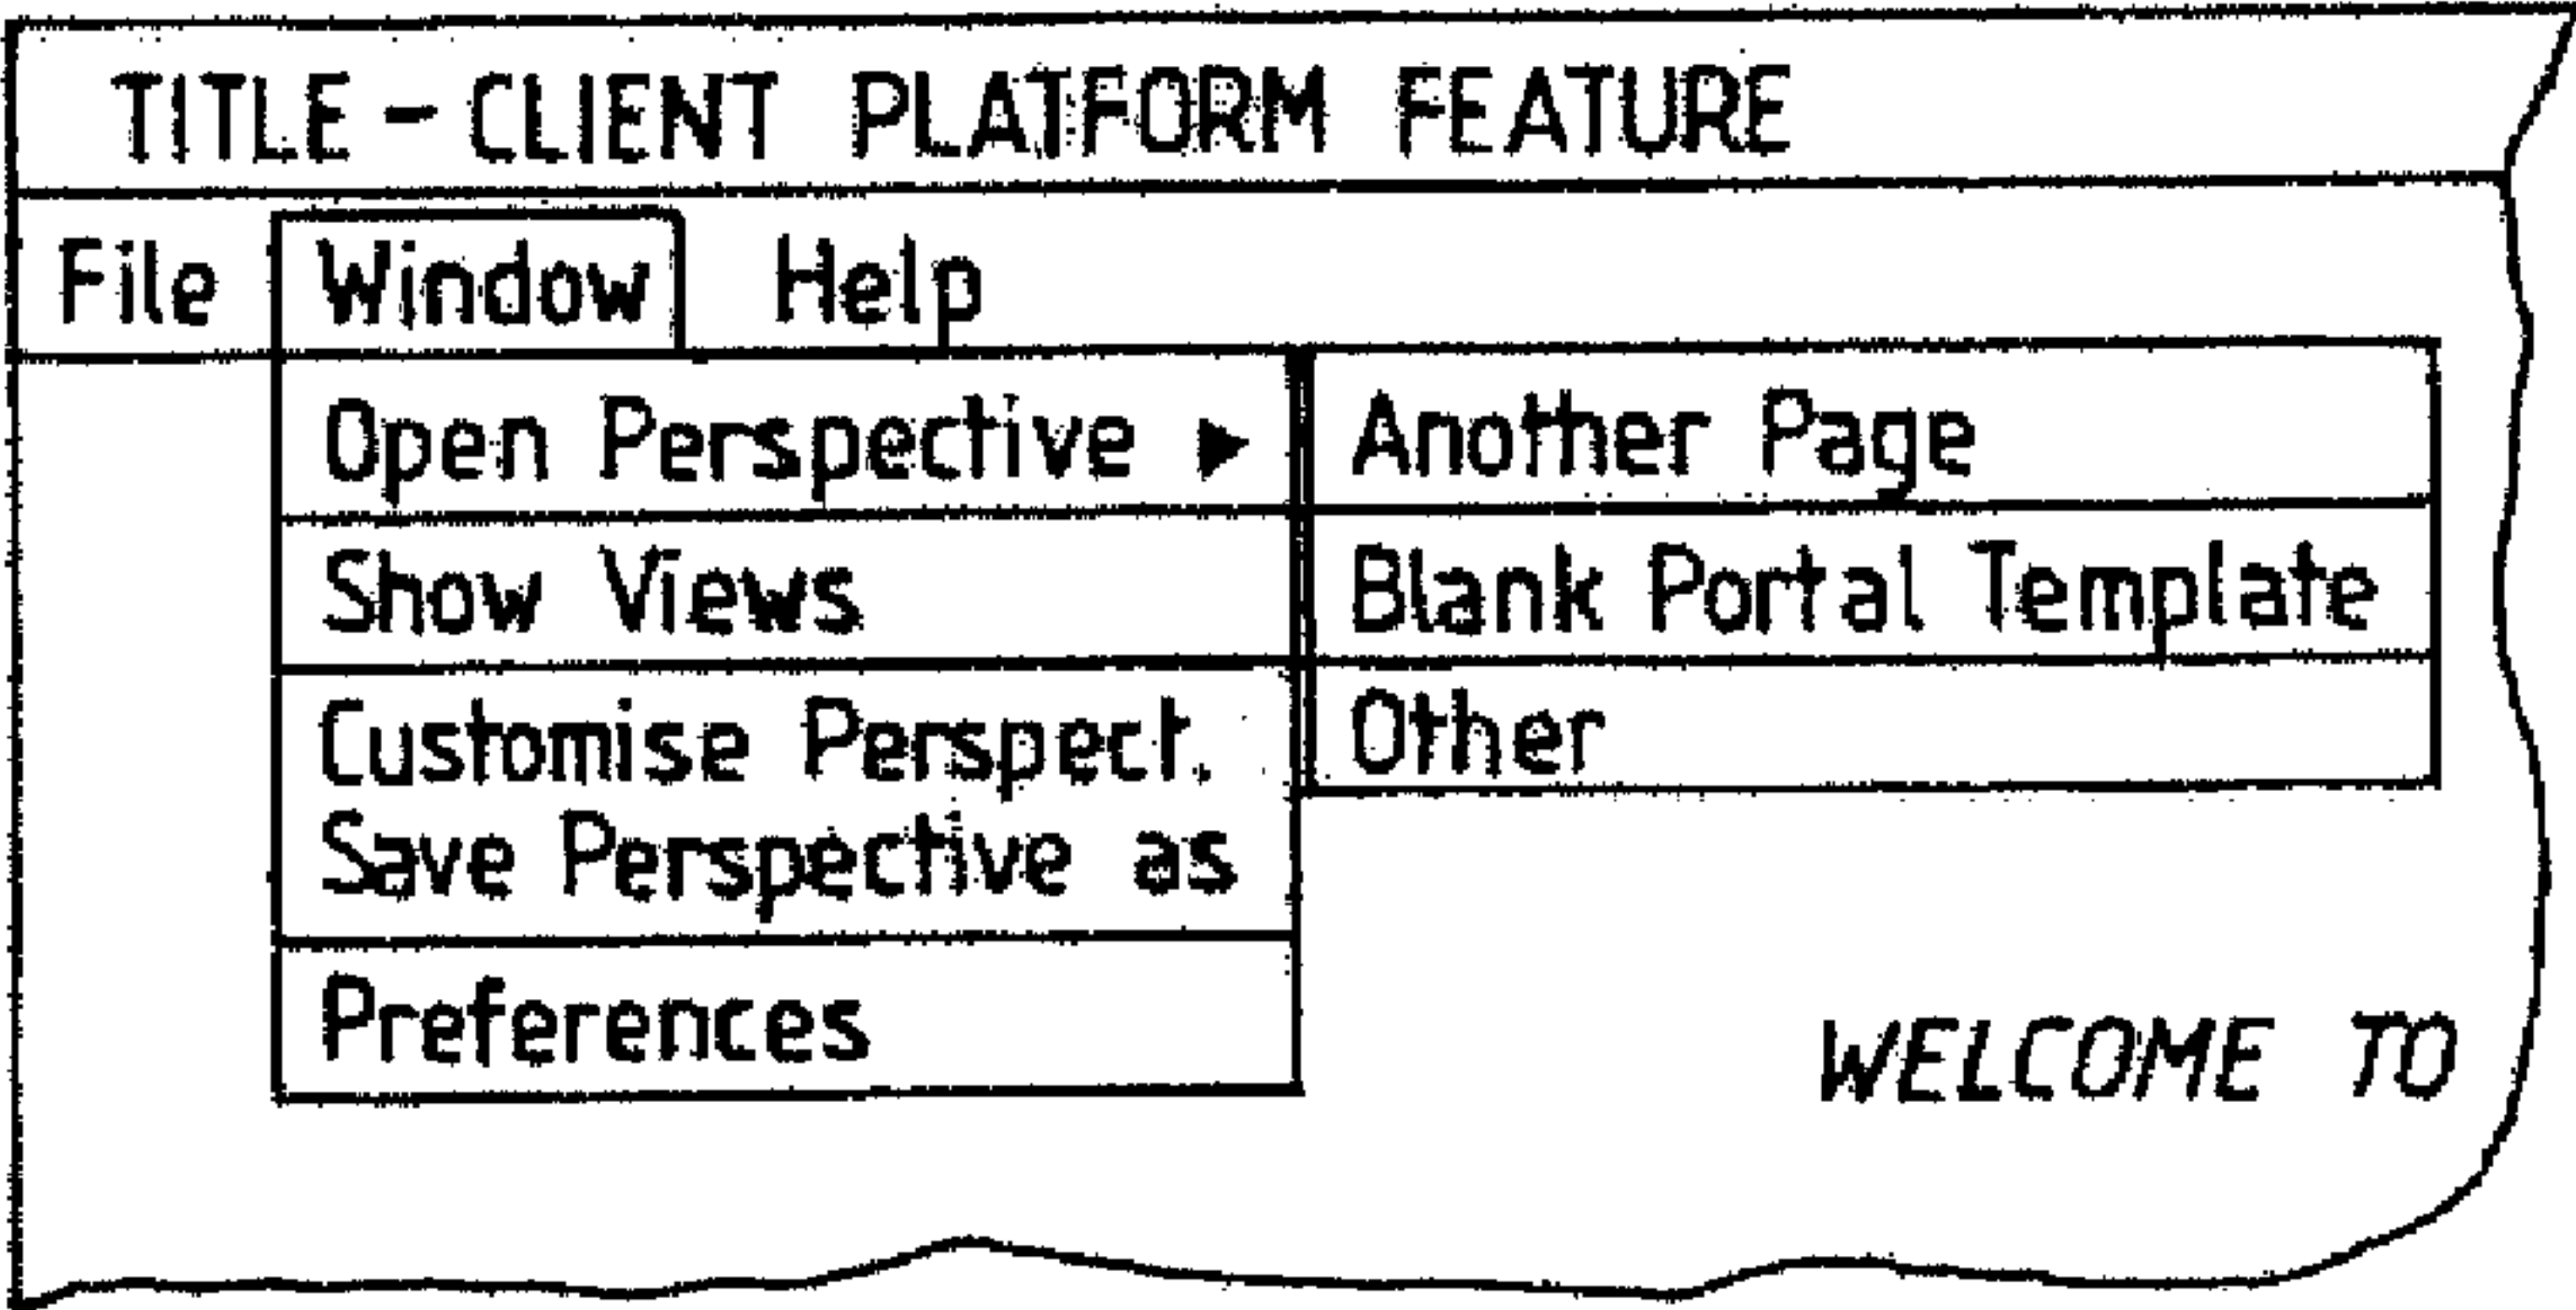 TITLE - CLIENT PLATFORM FEATURE
File Window Help
Open Perspective ▶ Another Page
Show Views Blank Portal Template
Customise Perspect. Other
Save Perspective as
Preferences
WELCOME TO